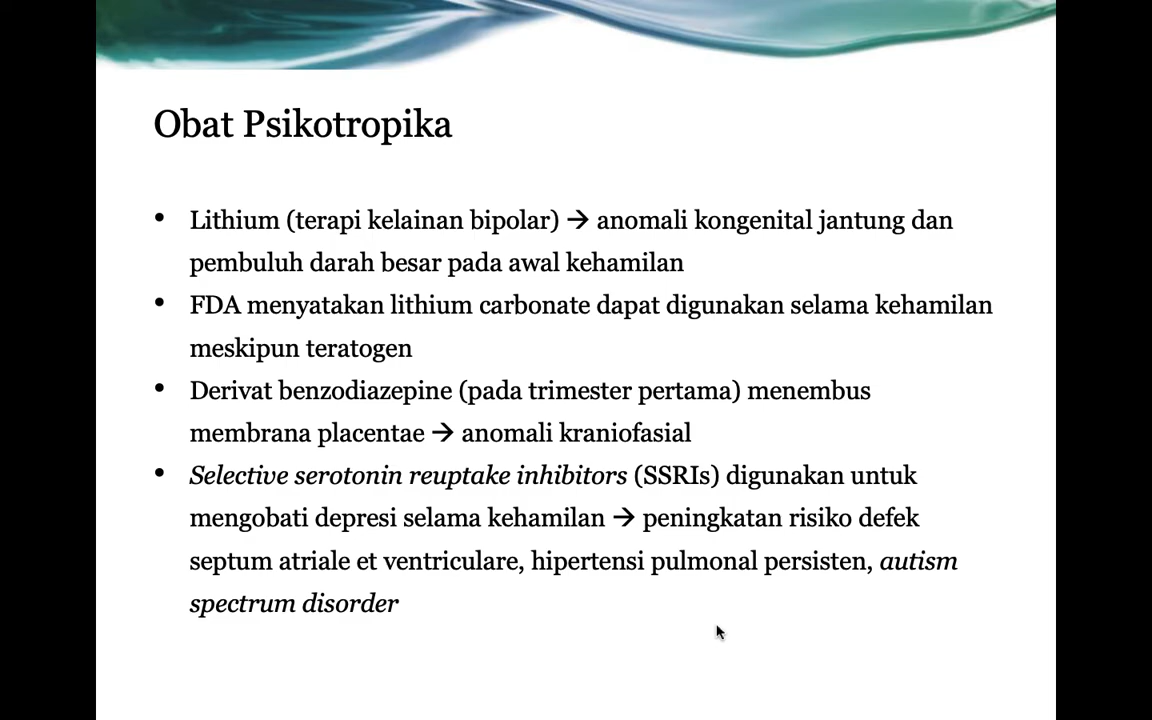 Obat Psikotropika
• Lithium (terapi kelainan bipolar) → anomali kongenital jantung dan
pembuluh darah besar pada awal kehamilan
• FDA menyatakan lithium carbonate dapat digunakan selama kehamilan
meskipun teratogen
• Derivat benzodiazepine (pada trimester pertama) menembus
membrana placentae → anomali kraniofasial
• Selective serotonin reuptake inhibitors (SSRIs) digunakan untuk
mengobati depresi selama kehamilan → peningkatan risiko defek
septum atriale et ventriculare, hipertensi pulmonal persisten, autism
spectrum disorder